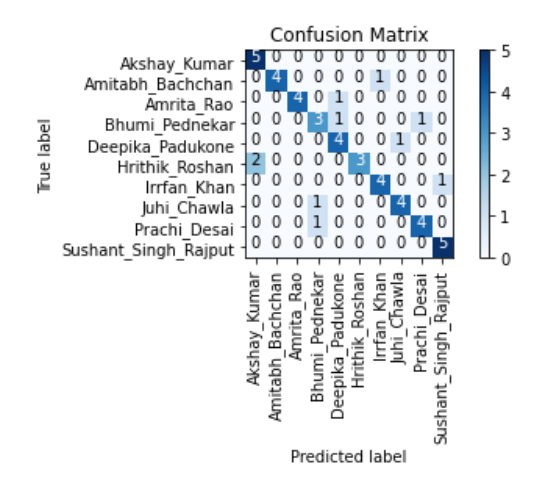 Confusion Matrix
Akshay_Kumar 5 0 0 0 0 0 0 0 0 0
Amitabh_Bachchan 0 4 0 0 0 0 1 0 0 0
Amrita_Rao 0 0 4 0 1 0 0 0 0 0
Bhumi_Pednekar 0 0 0 3 1 0 0 0 1 0
Deepika_Padukone 0 0 0 0 4 0 0 1 0 0
Hrithik_Roshan 2 0 0 0 0 3 0 0 0 0
Irrfan_Khan 0 0 0 0 0 0 4 0 0 1
Juhi_Chawla 0 0 0 1 0 0 0 4 0 0
Prachi_Desai 0 0 0 1 0 0 0 0 4 0
Sushant_Singh_Rajput 0 0 0 0 0 0 0 0 0 5
True label
Akshay_Kumar
Amitabh_Bachchan
Amrita_Rao
Bhumi_Pednekar
Deepika_Padukone
Hrithik_Roshan
Irrfan_Khan
Juhi_Chawla
Prachi_Desai
Sushant_Singh_Rajput
Predicted label
5
4
3
2
1
0